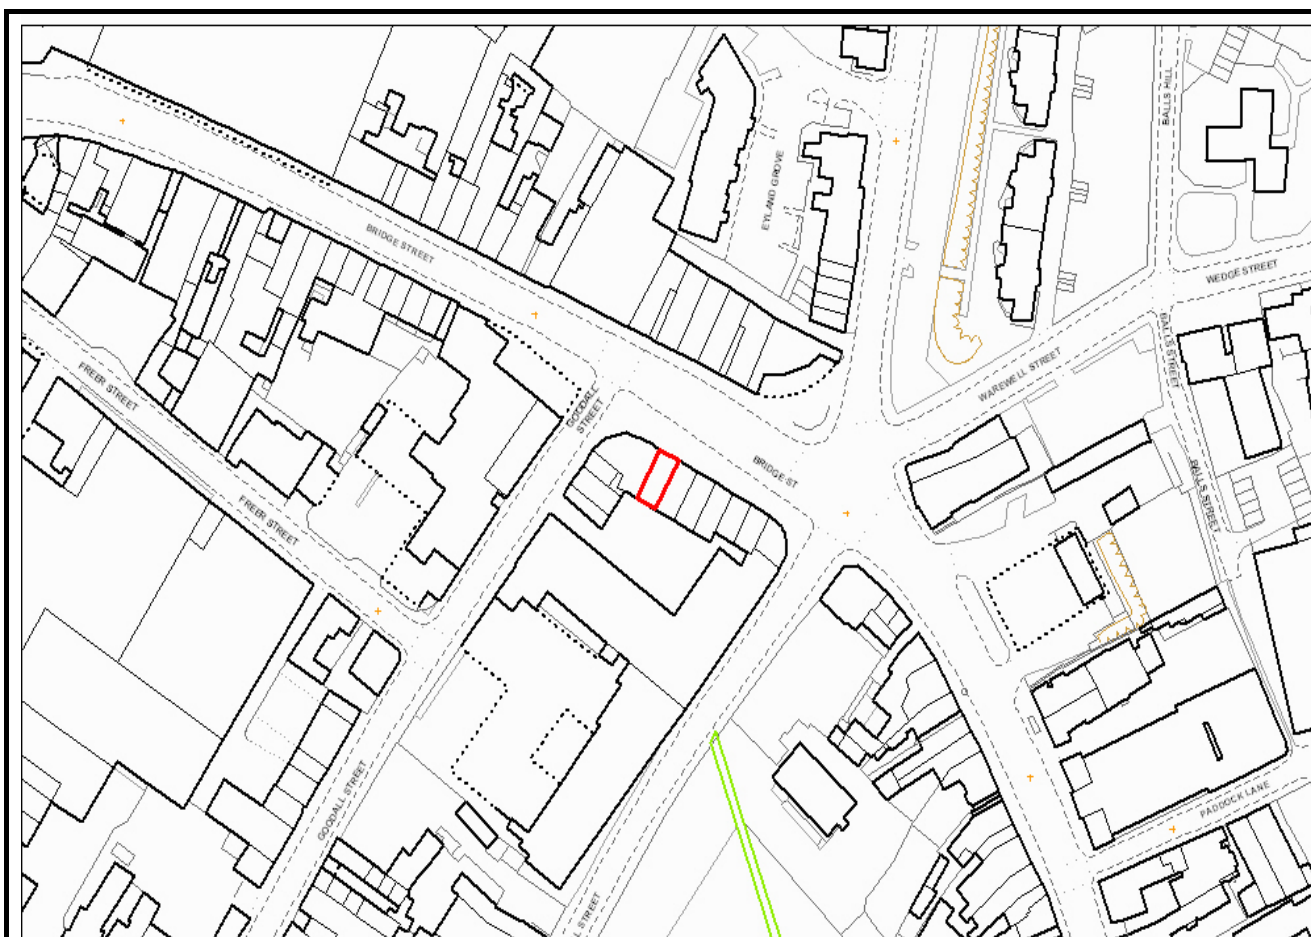 BALLS HILL
EYLAND GROVE
BRIDGE STREET
WEDGE STREET
BALLS STREET
WAREWELL STREET
FREER STREET
GOODALL
STREET
BRIDGE ST
BALLS STREET
FREER STREET
GOODALL STREET
PADDOCK LANE
STREET